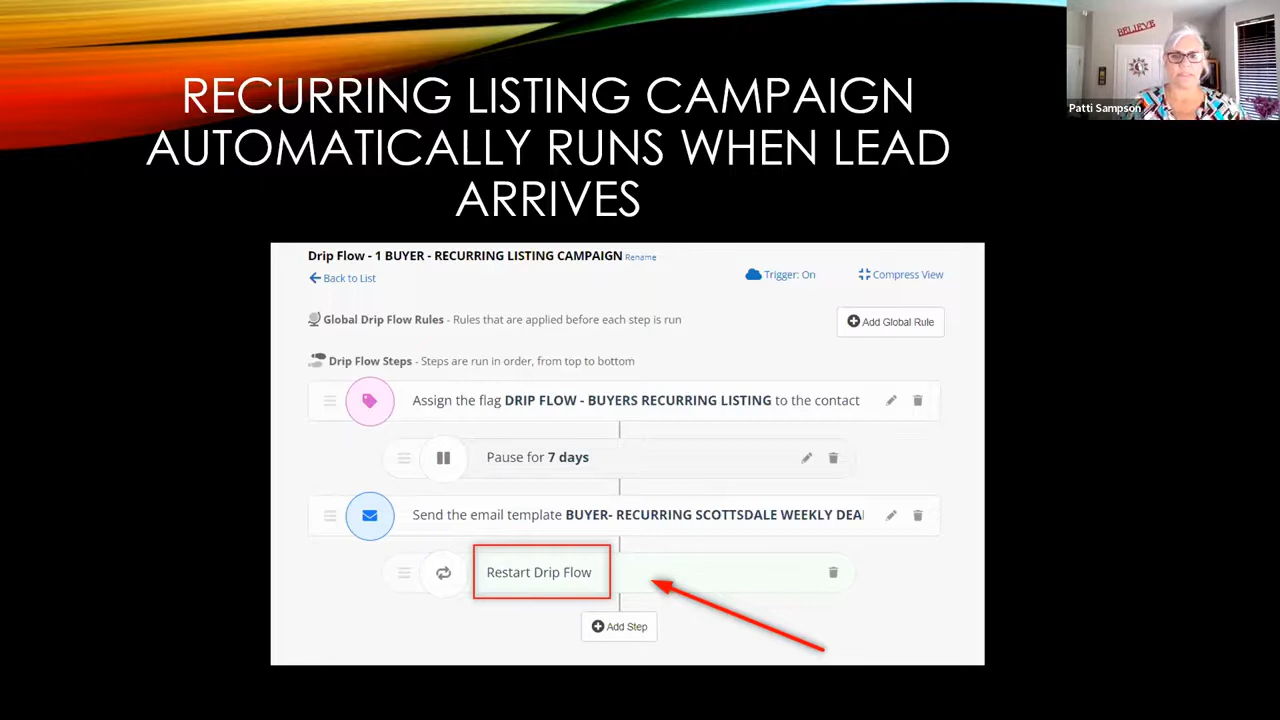 RECURRING LISTING CAMPAIGN
AUTOMATICALLY RUNS WHEN LEAD
ARRIVES
BELIEVE
Patti Sampson
Drip Flow - 1 BUYER - RECURRING LISTING CAMPAIGN Rename
Back to List
Trigger: On
Compress View
Global Drip Flow Rules - Rules that are applied before each step is run
Add Global Rule
Drip Flow Steps - Steps are run in order, from top to bottom
Assign the flag DRIP FLOW - BUYERS RECURRING LISTING to the contact
Pause for 7 days
Send the email template BUYER- RECURRING SCOTTSDALE WEEKLY DEA
Restart Drip Flow
Add Step